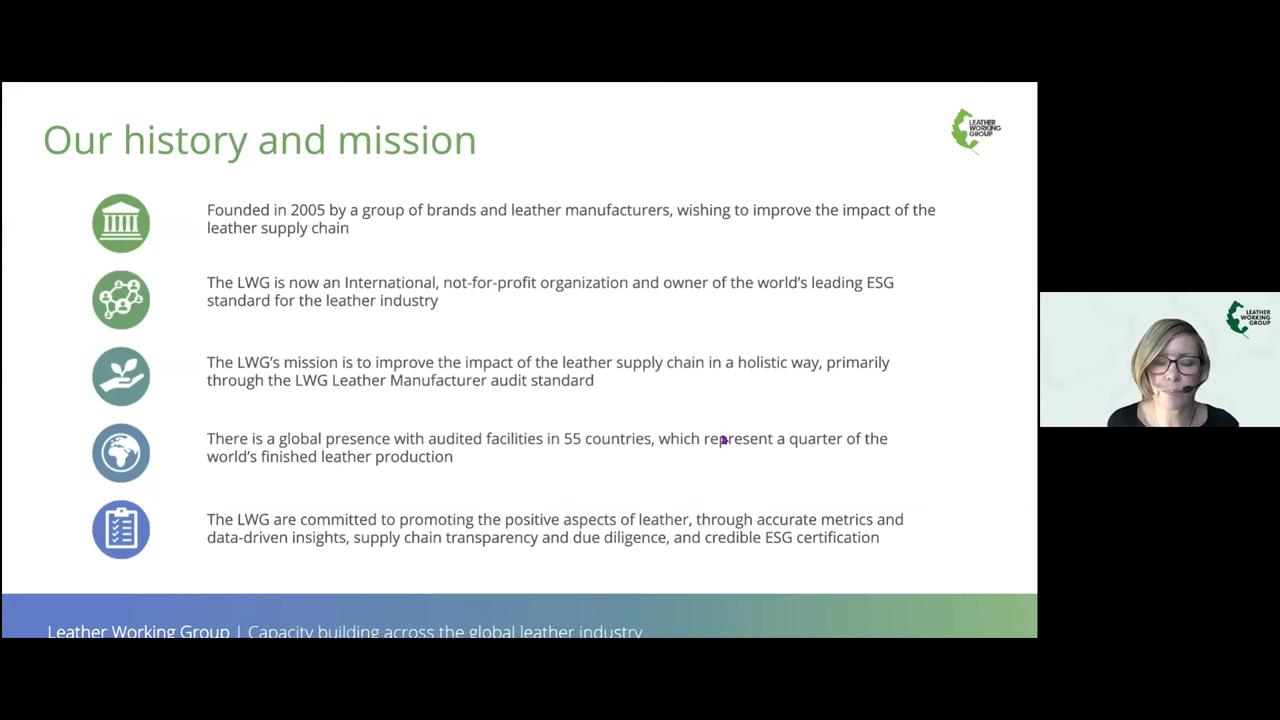 Our history and mission
LEATHER
WORKING
GROUP
Founded in 2005 by a group of brands and leather manufacturers, wishing to improve the impact of the
leather supply chain
The LWG is now an International, not-for-profit organization and owner of the world’s leading ESG
standard for the leather industry
The LWG’s mission is to improve the impact of the leather supply chain in a holistic way, primarily
through the LWG Leather Manufacturer audit standard
There is a global presence with audited facilities in 55 countries, which represent a quarter of the
world’s finished leather production
The LWG are committed to promoting the positive aspects of leather, through accurate metrics and
data-driven insights, supply chain transparency and due diligence, and credible ESG certification
Leather Working Group | Capacity building across the global leather industry
LEATHER
WORKING
GROUP